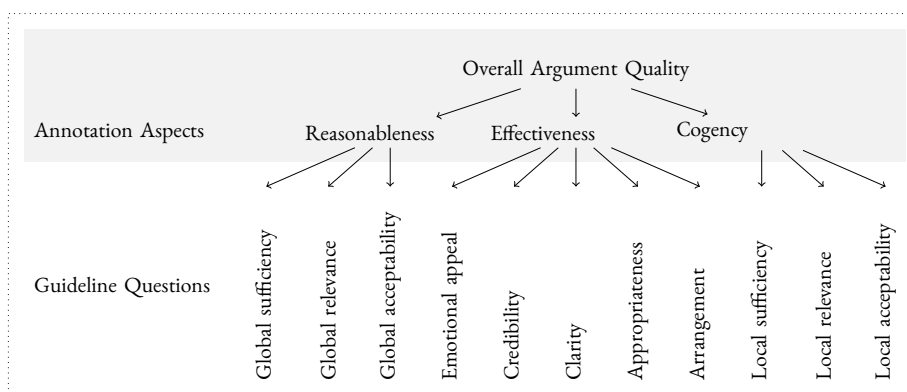 Overall Argument Quality
Annotation Aspects
Reasonableness
Effectiveness
Cogency
Guideline Questions
Global sufficiency
Global relevance
Global acceptability
Emotional appeal
Credibility
Clarity
Appropriateness
Arrangement
Local sufficiency
Local relevance
Local acceptability